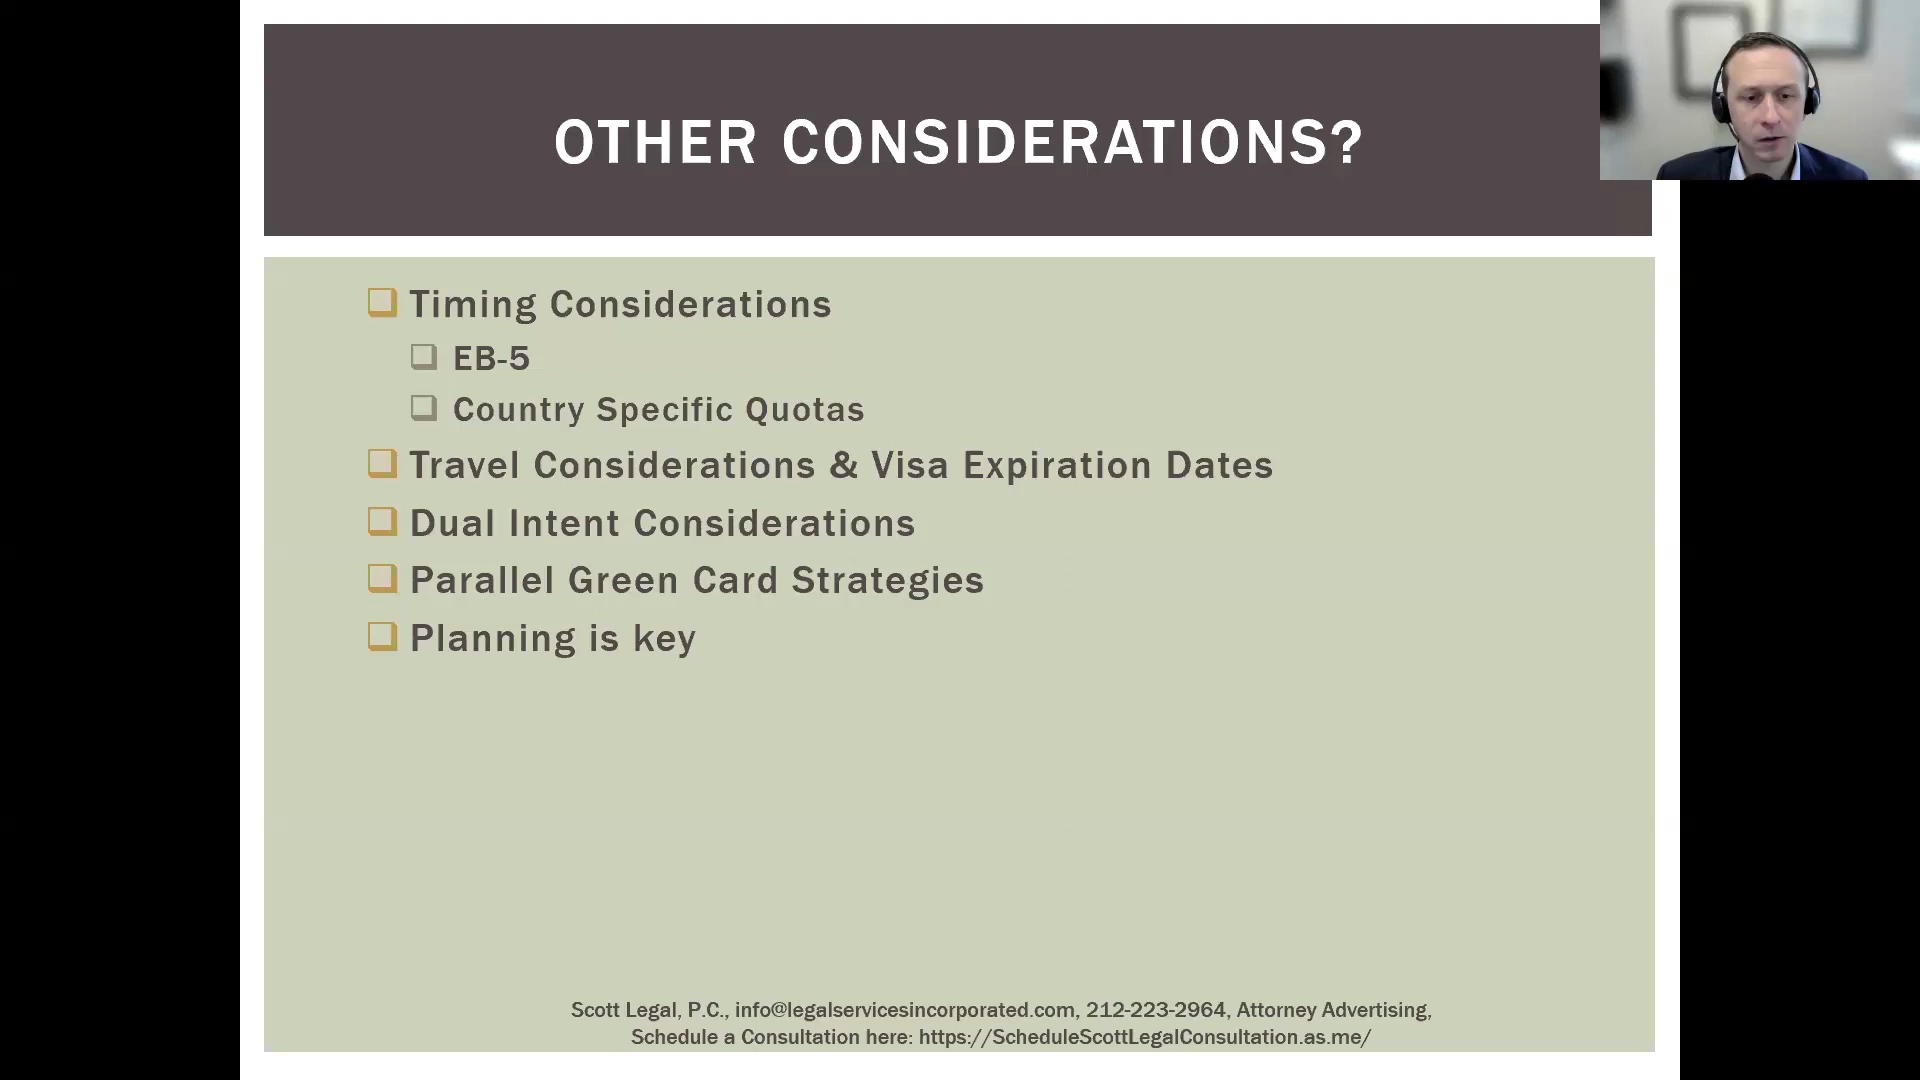 OTHER CONSIDERATIONS?
Timing Considerations
EB-5
Country Specific Quotas
Travel Considerations & Visa Expiration Dates
Dual Intent Considerations
Parallel Green Card Strategies
Planning is key
Scott Legal, P.C., info@legalservicesincorporated.com, 212-223-2964, Attorney Advertising,
Schedule a Consultation here: https://ScheduleScottLegalConsultation.as.me/